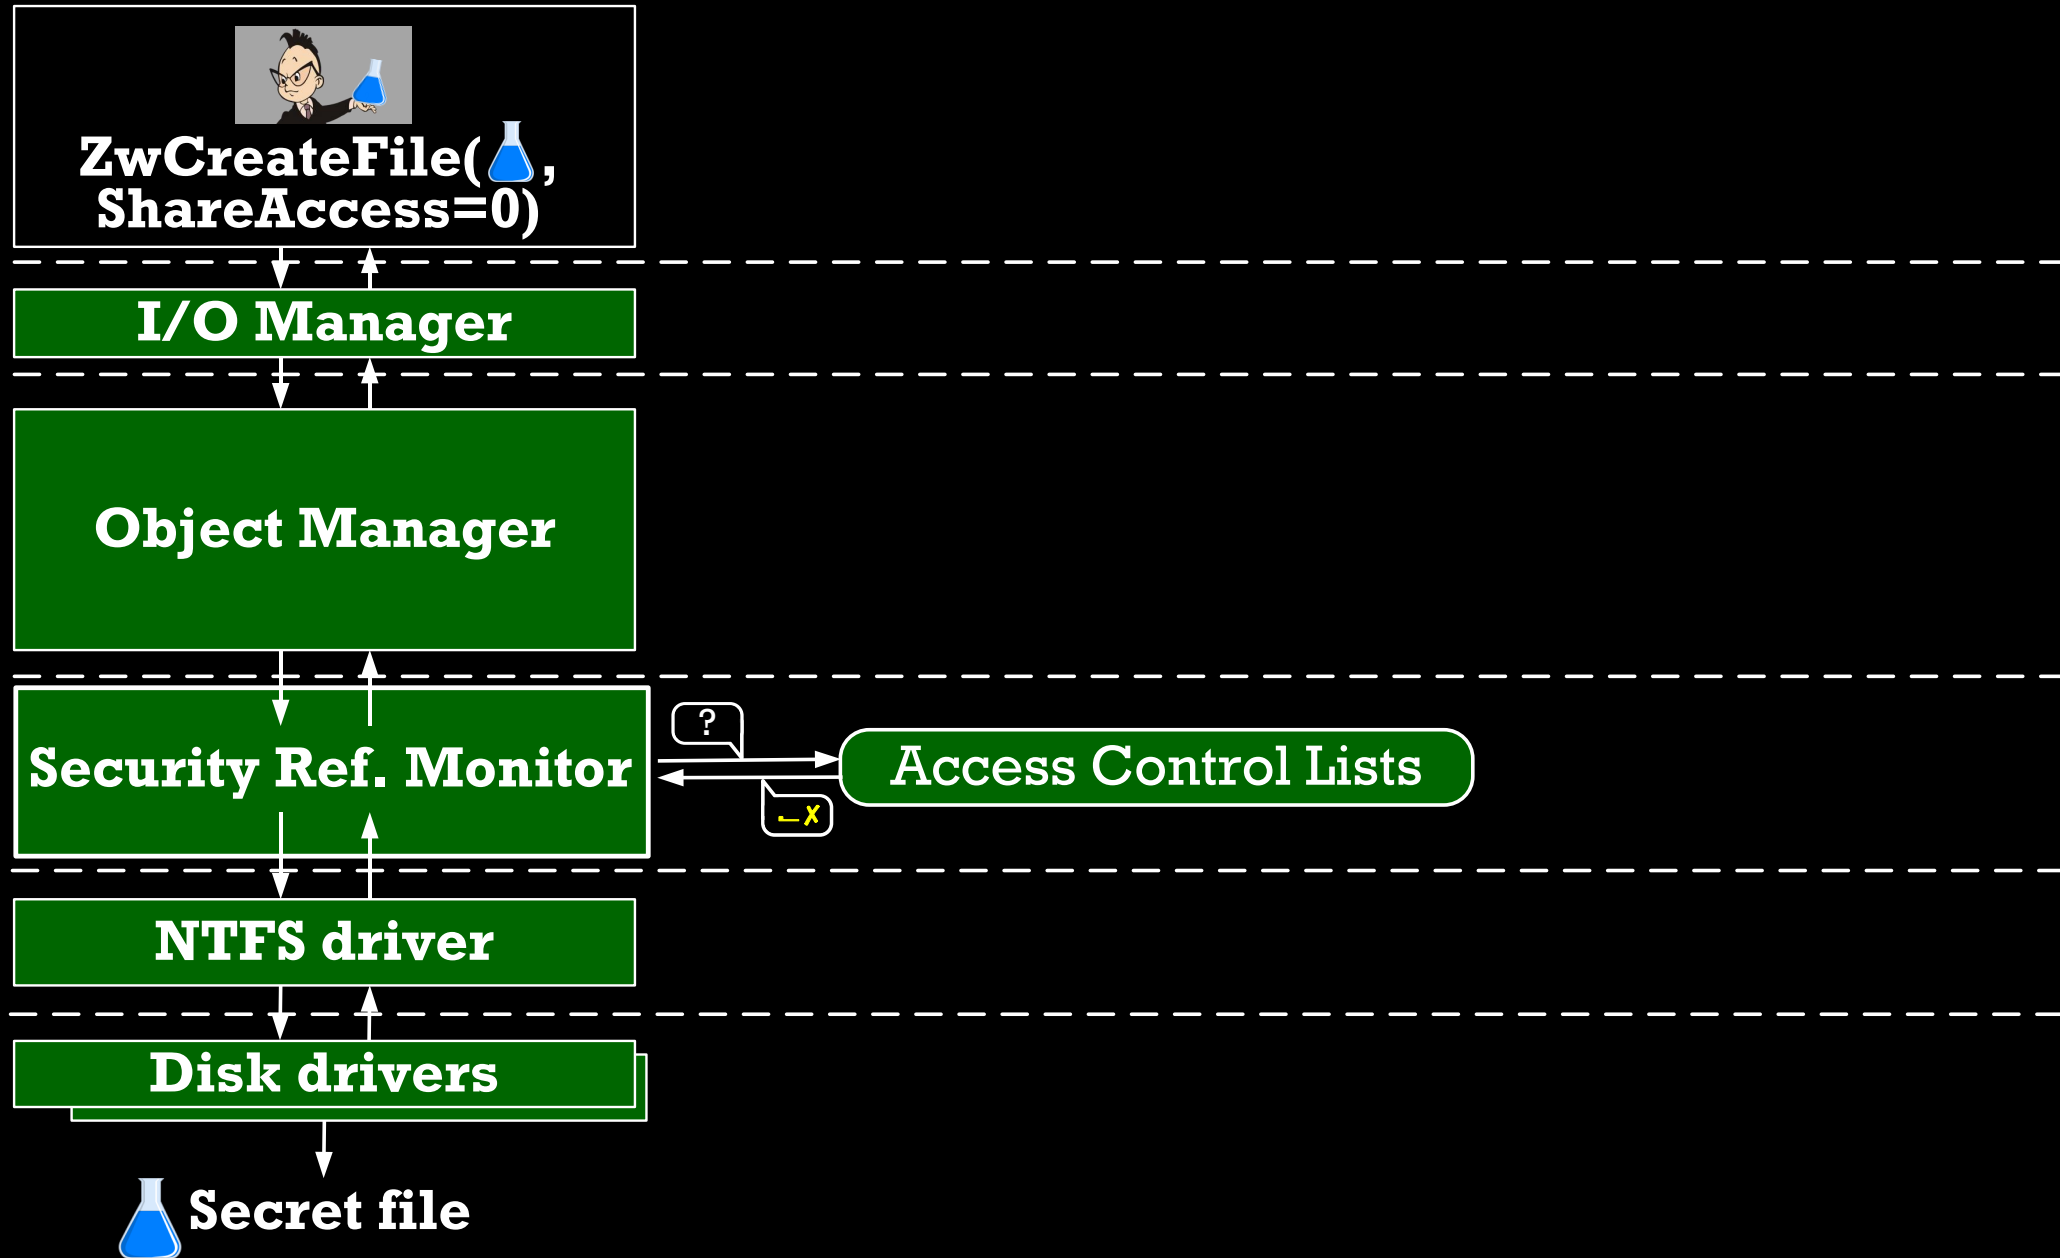 ZwCreateFile( ,
ShareAccess=0)
I/O Manager
Object Manager
Security Ref. Monitor
?
Access Control Lists
✗
NTFS driver
Disk drivers
Secret file